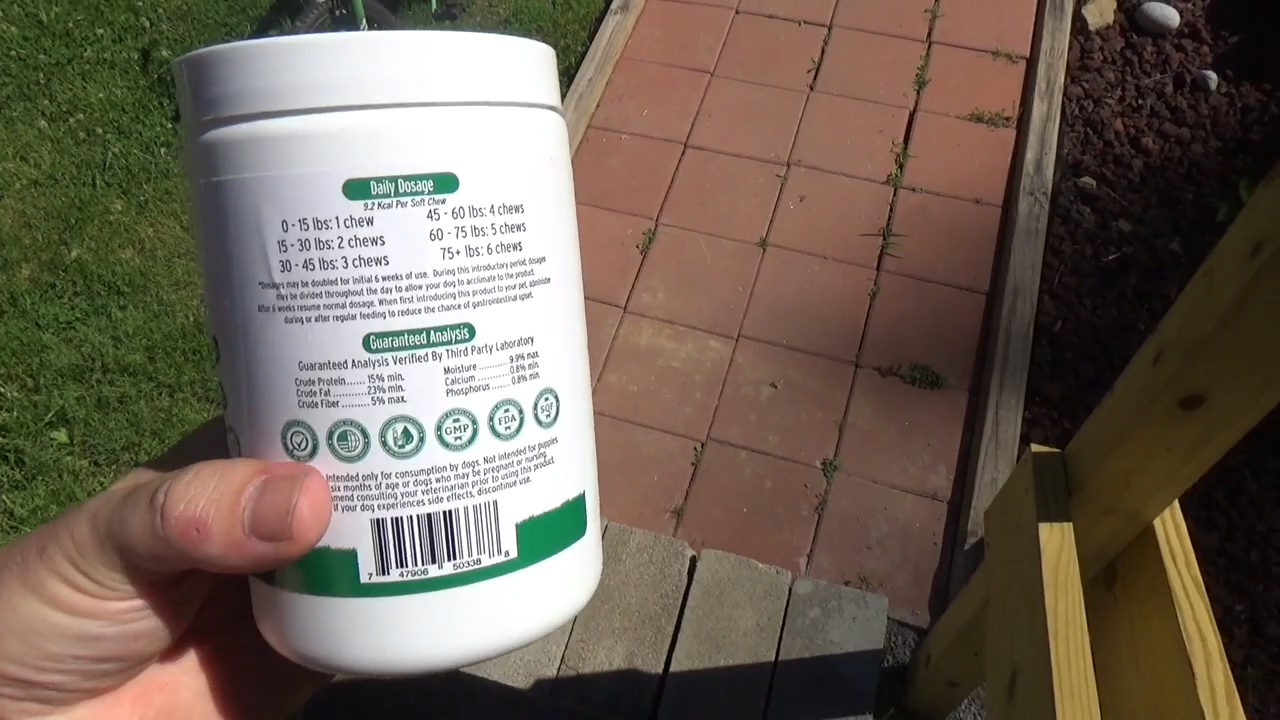 Daily Dosage
9.2 Kcal Per Soft Chew
0 - 15 lbs: 1 chew
15 - 30 lbs: 2 chews
30 - 45 lbs: 3 chews
45 - 60 lbs: 4 chews
60 - 75 lbs: 5 chews
75+ lbs: 6 chews
*Dosages may be doubled for initial 6 weeks of use. During this introductory period, dosages
may be divided throughout the day to allow your dog to acclimate to the product.
After 6 weeks resume normal dosage. When first introducing this product to your pet, administer
during or after regular feeding to reduce the chance of gastrointestinal upset.
Guaranteed Analysis
Guaranteed Analysis Verified By Third Party Laboratory
Crude Protein...... 15% min.
Crude Fat ...........23% min.
Crude Fiber ......... 5% max.
Moisture ......... 9.9% max.
Calcium ..........0.8% min.
Phosphorus ...... 0.8% min.
GMP
FDA
SQF
Intended only for consumption by dogs. Not intended for puppies
six months of age or dogs who may be pregnant or nursing.
consulting your veterinarian prior to using this product.
If your dog experiences side effects, discontinue use.
7 47906 50338 8